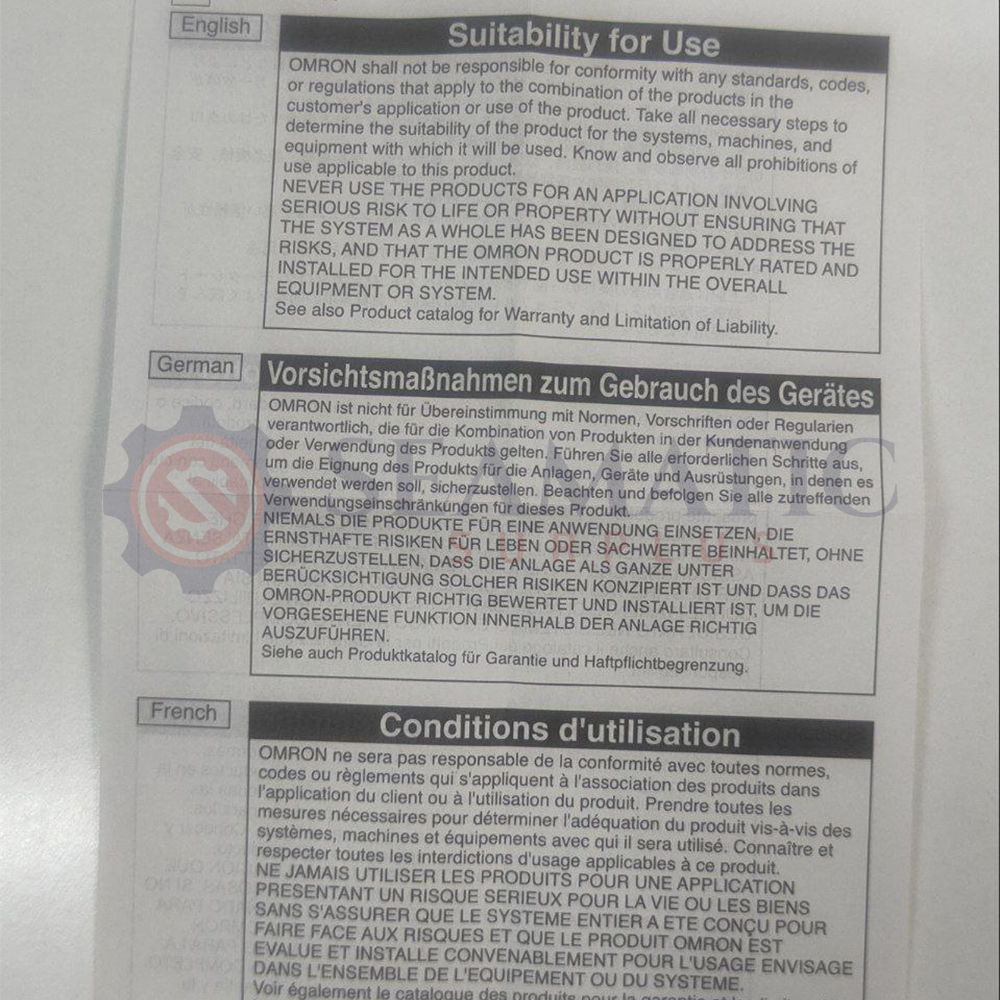 English
Suitability for Use
OMRON shall not be responsible for conformity with any standards, codes,
or regulations that apply to the combination of the products in the
customer's application or use of the product. Take all necessary steps to
determine the suitability of the product for the systems, machines, and
equipment with which it will be used. Know and observe all prohibitions of
use applicable to this product.
NEVER USE THE PRODUCTS FOR AN APPLICATION INVOLVING
SERIOUS RISK TO LIFE OR PROPERTY WITHOUT ENSURING THAT
THE SYSTEM AS A WHOLE HAS BEEN DESIGNED TO ADDRESS THE
RISKS, AND THAT THE OMRON PRODUCT IS PROPERLY RATED AND
INSTALLED FOR THE INTENDED USE WITHIN THE OVERALL
EQUIPMENT OR SYSTEM.
See also Product catalog for Warranty and Limitation of Liability.
German
Vorsichtsmaßnahmen zum Gebrauch des Gerätes
OMRON ist nicht für Übereinstimmung mit Normen, Vorschriften oder Regularien
verantwortlich, die für die Kombination von Produkten in der Kundenanwendung
oder Verwendung des Produkts gelten. Führen Sie alle erforderlichen Schritte aus,
um die Eignung des Produkts für die Anlagen, Geräte und Ausrüstungen, in denen es
verwendet werden soll, sicherzustellen. Beachten und befolgen Sie alle zutreffenden
Verwendungseinschränkungen für dieses Produkt.
NIEMALS DIE PRODUKTE FÜR EINE ANWENDUNG EINSETZEN, DIE
ERNSTHAFTE RISIKEN FÜR LEBEN ODER SACHWERTE BEINHALTET, OHNE
SICHERZUSTELLEN, DASS DIE ANLAGE ALS GANZE UNTER
BERÜCKSICHTIGUNG SOLCHER RISIKEN KONZIPIERT IST UND DASS DAS
OMRON-PRODUKT RICHTIG BEWERTET UND INSTALLIERT IST, UM DIE
VORGESEHENE FUNKTION INNERHALB DER ANLAGE RICHTIG
AUSZUFÜHREN.
Siehe auch Produktkatalog für Garantie und Haftpflichtbegrenzung.
SEAMATIC
SURPLUS
French
Conditions d'utilisation
OMRON ne sera pas responsable de la conformité avec toutes normes,
codes ou règlements qui s'appliquent à l'association des produits dans
l'application du client ou à l'utilisation du produit. Prendre toutes les
mesures nécessaires pour déterminer l'adéquation du produit vis-à-vis des
systèmes, machines et équipements avec qui il sera utilisé. Connaître et
respecter toutes les interdictions d'usage applicables à ce produit.
NE JAMAIS UTILISER LES PRODUITS POUR UNE APPLICATION
PRESENTANT UN RISQUE SERIEUX POUR LA VIE OU LES BIENS
SANS S'ASSURER QUE LE SYSTEME ENTIER A ETE CONÇU POUR
FAIRE FACE AUX RISQUES ET QUE LE PRODUIT OMRON EST
EVALUE ET INSTALLE CONVENABLEMENT POUR L'USAGE ENVISAGE
DANS L'ENSEMBLE DE L'EQUIPEMENT OU DU SYSTEME.
Voir également le catalogue des produits pour la garantie et